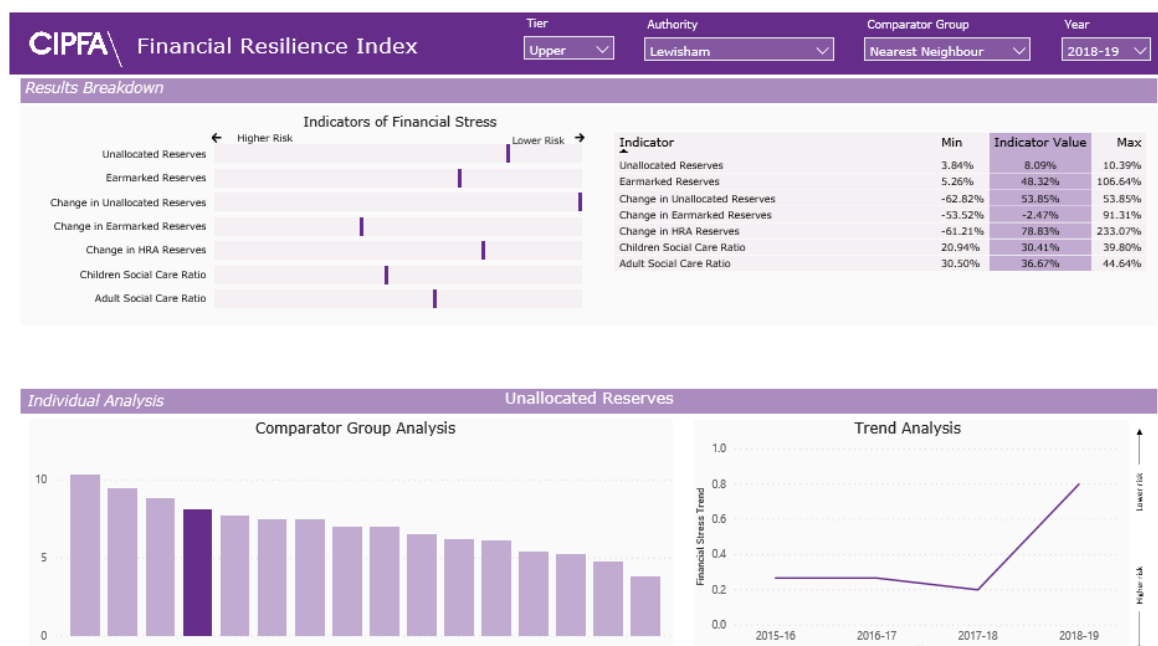 Tier Authority Comparator Group Year
CIPFA Financial Resilience Index
Upper Lewisham Nearest Neighbour 2018-19
Results Breakdown
Indicators of Financial Stress
← Higher Risk Lower Risk →
Unallocated Reserves
Earmarked Reserves
Change in Unallocated Reserves
Change in Earmarked Reserves
Change in HRA Reserves
Children Social Care Ratio
Adult Social Care Ratio
Indicator Min Indicator Value Max
Unallocated Reserves 3.84% 8.09% 10.39%
Earmarked Reserves 5.26% 48.32% 106.64%
Change in Unallocated Reserves -62.82% 53.85% 53.85%
Change in Earmarked Reserves -53.52% -2.47% 91.31%
Change in HRA Reserves -61.21% 78.83% 233.07%
Children Social Care Ratio 20.94% 30.41% 39.80%
Adult Social Care Ratio 30.50% 36.67% 44.64%
Individual Analysis Unallocated Reserves
Comparator Group Analysis
10
5
0
Trend Analysis
Financial Stress Trend
1.0
0.8
0.6
0.4
0.2
0.0
2015-16 2016-17 2017-18 2018-19
Lower risk
Higher risk